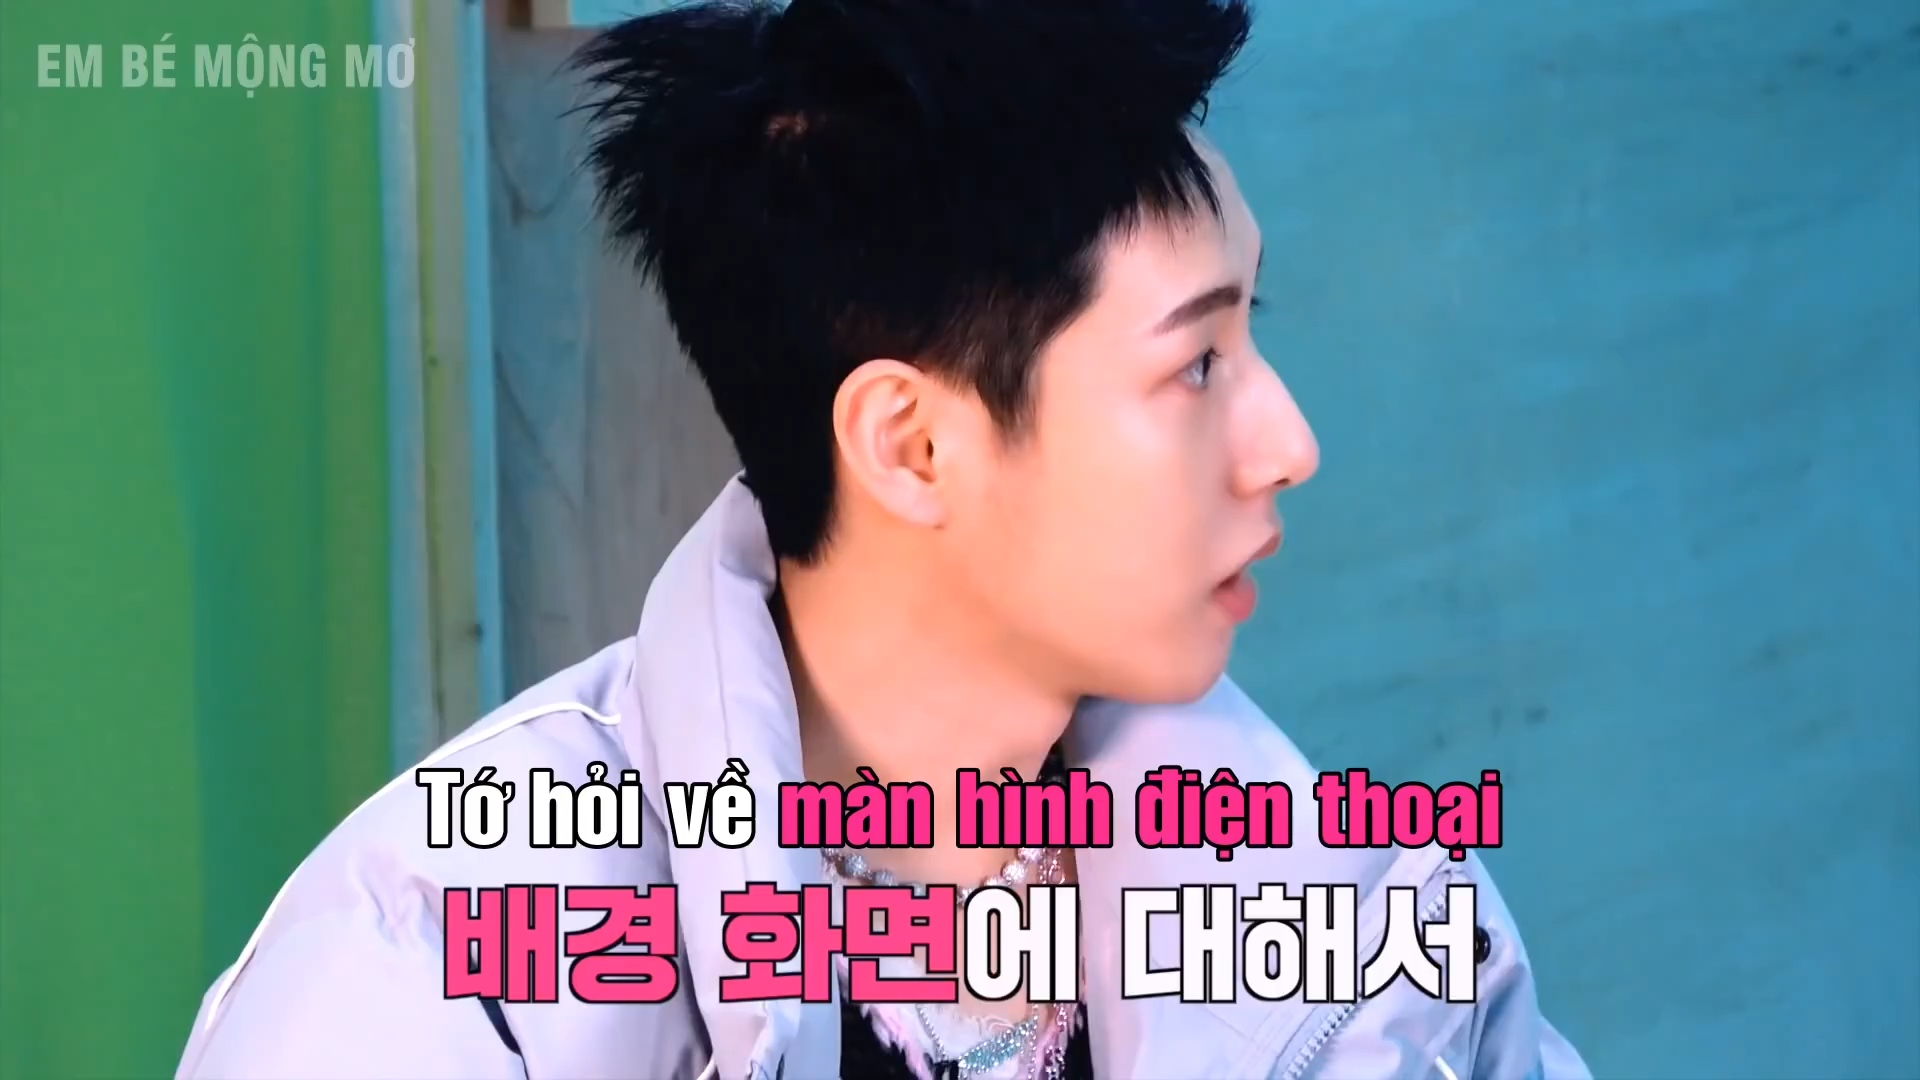 EM BÉ MỘNG MƠ
Tớ hỏi về màn hình điện thoại
배경 화면에 대해서